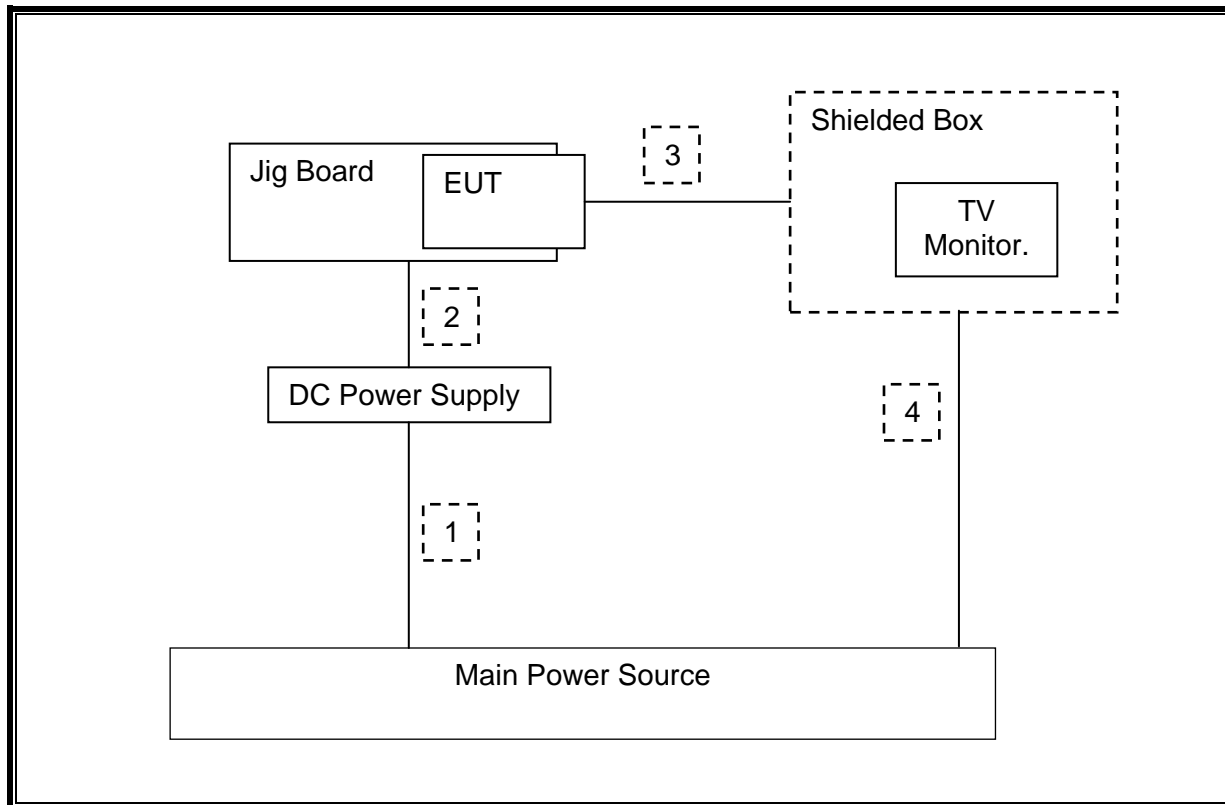 Shielded Box
3
Jig Board
EUT
TV
Monitor.
2
DC Power Supply
4
1
Main Power Source